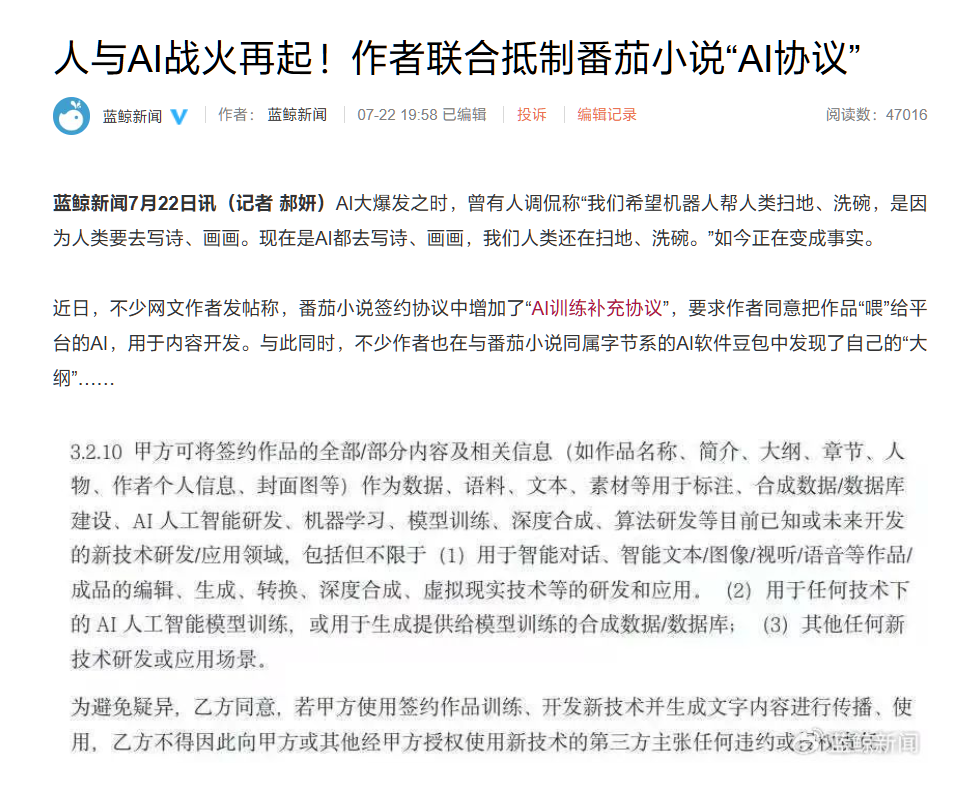 人与AI战火再起！作者联合抵制番茄小说“AI协议”
蓝鲸新闻 作者： 蓝鲸新闻 07-22 19:58 已编辑 投诉 编辑记录 阅读数：47016
蓝鲸新闻7月22日讯（记者 郝妍）AI大爆发之时，曾有人调侃称“我们希望机器人帮人类扫地、洗碗，是因
为人类要去写诗、画画。现在是AI都去写诗、画画，我们人类还在扫地、洗碗。”如今正在变成事实。
近日，不少网文作者发帖称，番茄小说签约协议中增加了“AI训练补充协议”，要求作者同意把作品“喂”给平
台的AI，用于内容开发。与此同时，不少作者也在与番茄小说同属字节系的AI软件豆包中发现了自己的“大
纲”……
3.2.10 甲方可将签约作品的全部/部分内容及相关信息（如作品名称、简介、大纲、章节、人
物、作者个人信息、封面图等）作为数据、语料、文本、素材等用于标注、合成数据/数据库
建设、AI 人工智能研发、机器学习、模型训练、深度合成、算法研发等目前已知或未来开发
的新技术研发/应用领域，包括但不限于（1）用于智能对话、智能文本/图像/视听/语音等作品/
成品的编辑、生成、转换、深度合成、虚拟现实技术等的研发和应用。（2）用于任何技术下
的 AI 人工智能模型训练，或用于生成提供给模型训练的合成数据/数据库；（3）其他任何新
技术研发或应用场景。
为避免疑异，乙方同意，若甲方使用签约作品训练、开发新技术并生成文字内容进行传播、使
用，乙方不得因此向甲方或其他经甲方授权使用新技术的第三方主张任何违约或
蓝鲸新闻